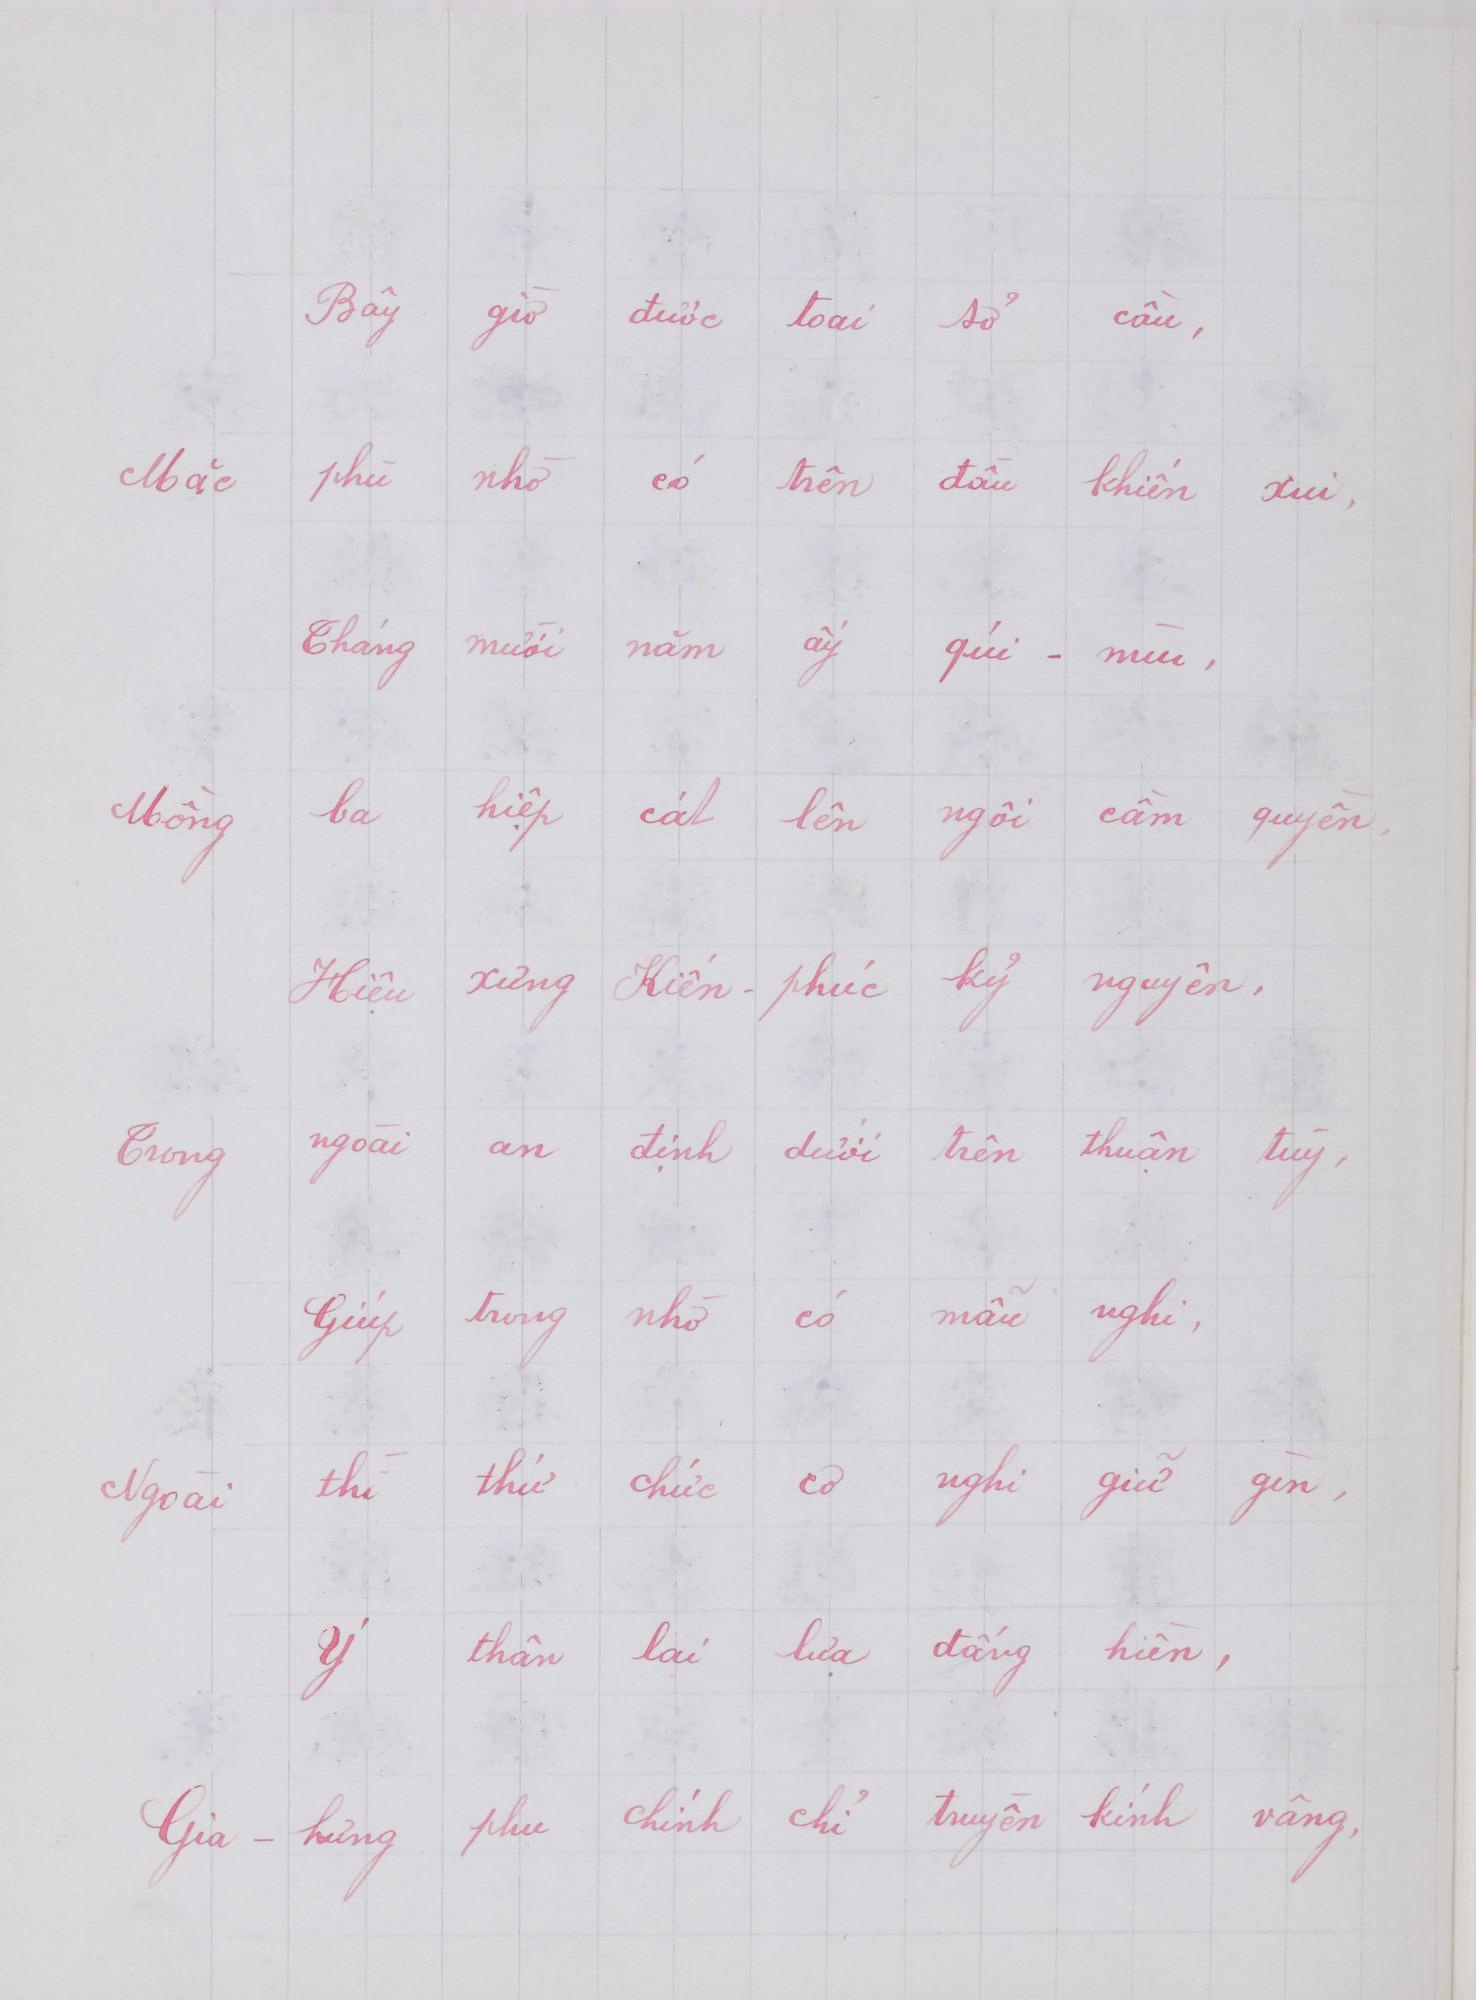 Bây giờ được toại sở cầu,
Mặc phù nhờ có trên đầu khiến xui,
Tháng mười năm ấy qúi - mùi,
Mồng ba hiệp cát lên ngôi cầm quyền,
Hiệu xưng Kiến - phúc kỷ nguyên,
Trong ngoài an định dưới trên thuận tùy,
Giúp trong nhờ có mẫu nghi,
Ngoài thì thứ chức cơ nghi giữ gìn,
Ý thân lại lựa đấng hiền,
Gia - hưng phụ chính chỉ truyền kính vâng,